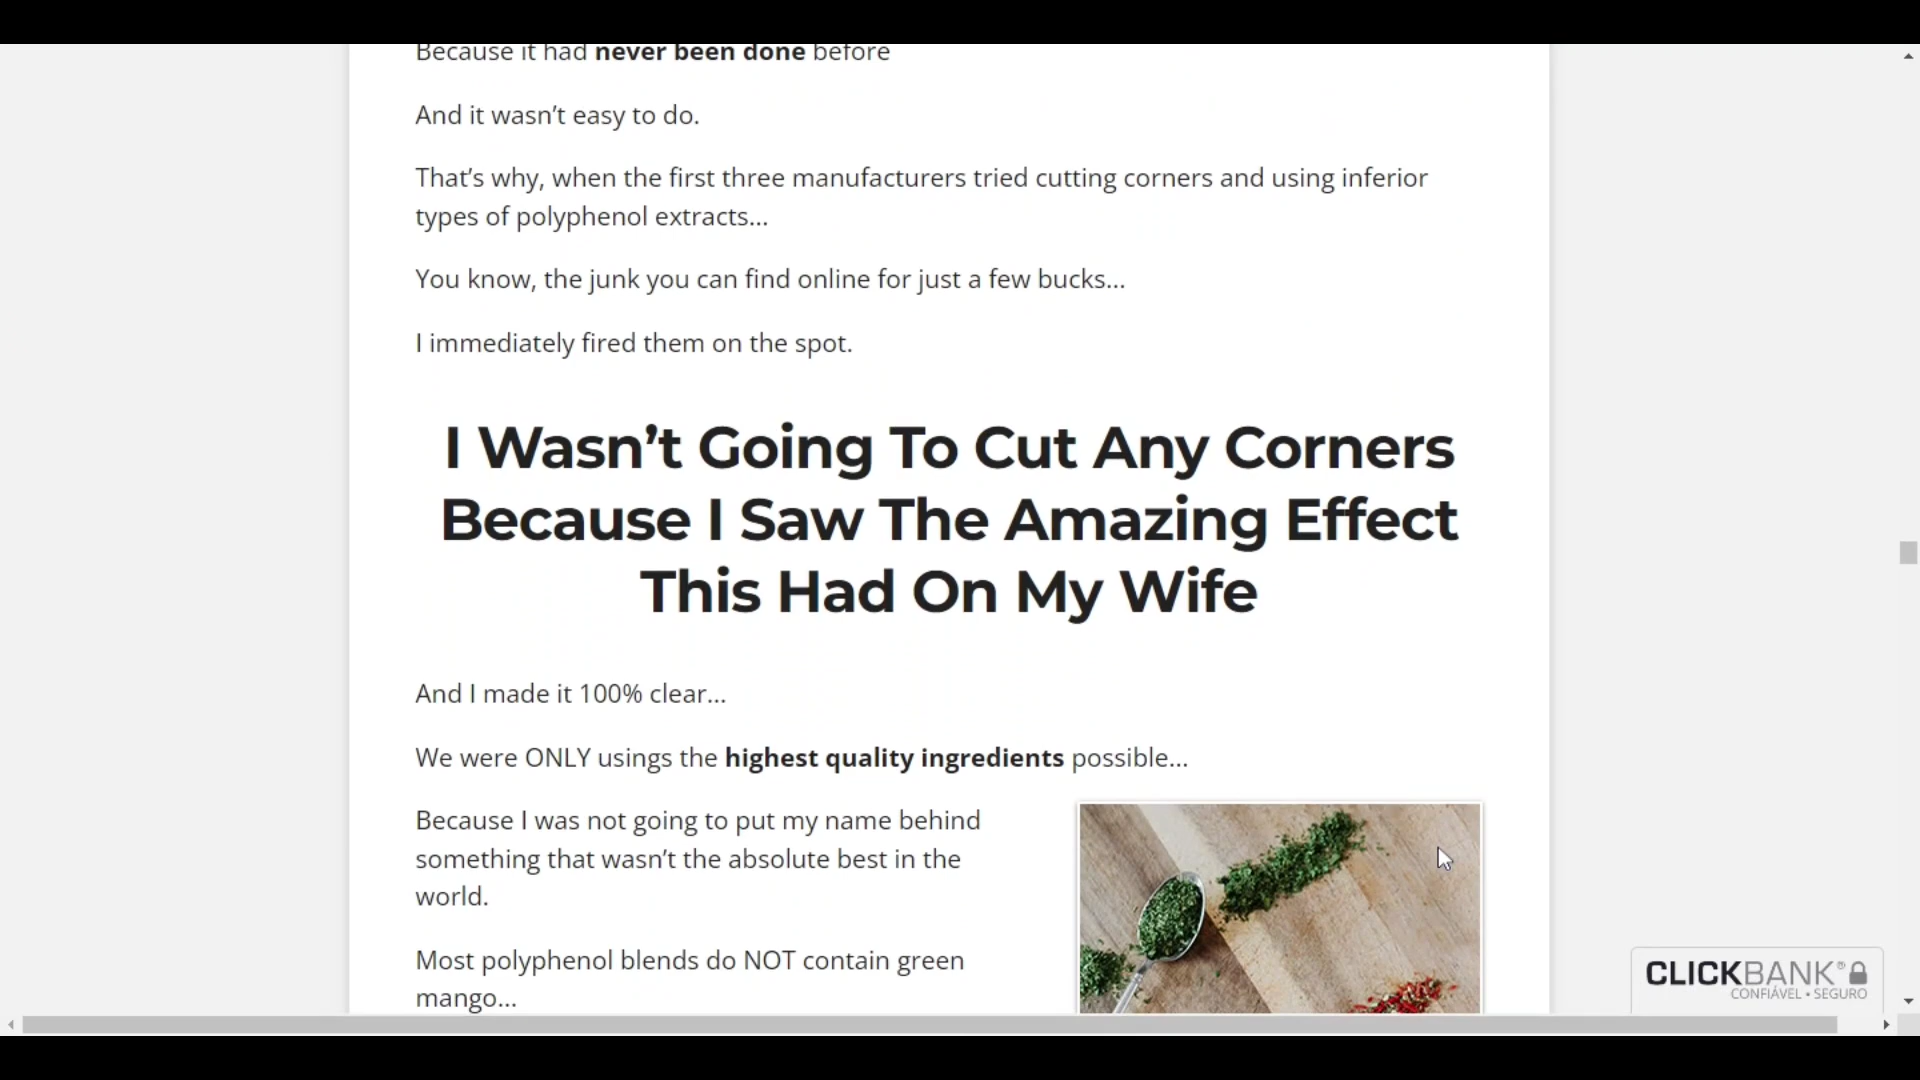 Because it had never been done before
And it wasn’t easy to do.
That’s why, when the first three manufacturers tried cutting corners and using inferior
types of polyphenol extracts...
You know, the junk you can find online for just a few bucks...
I immediately fired them on the spot.
I Wasn’t Going To Cut Any Corners
Because I Saw The Amazing Effect
This Had On My Wife
And I made it 100% clear...
We were ONLY usings the highest quality ingredients possible...
Because I was not going to put my name behind
something that wasn’t the absolute best in the
world.
Most polyphenol blends do NOT contain green
mango...
CLICKBANK®
CONFIÁVEL • SEGURO